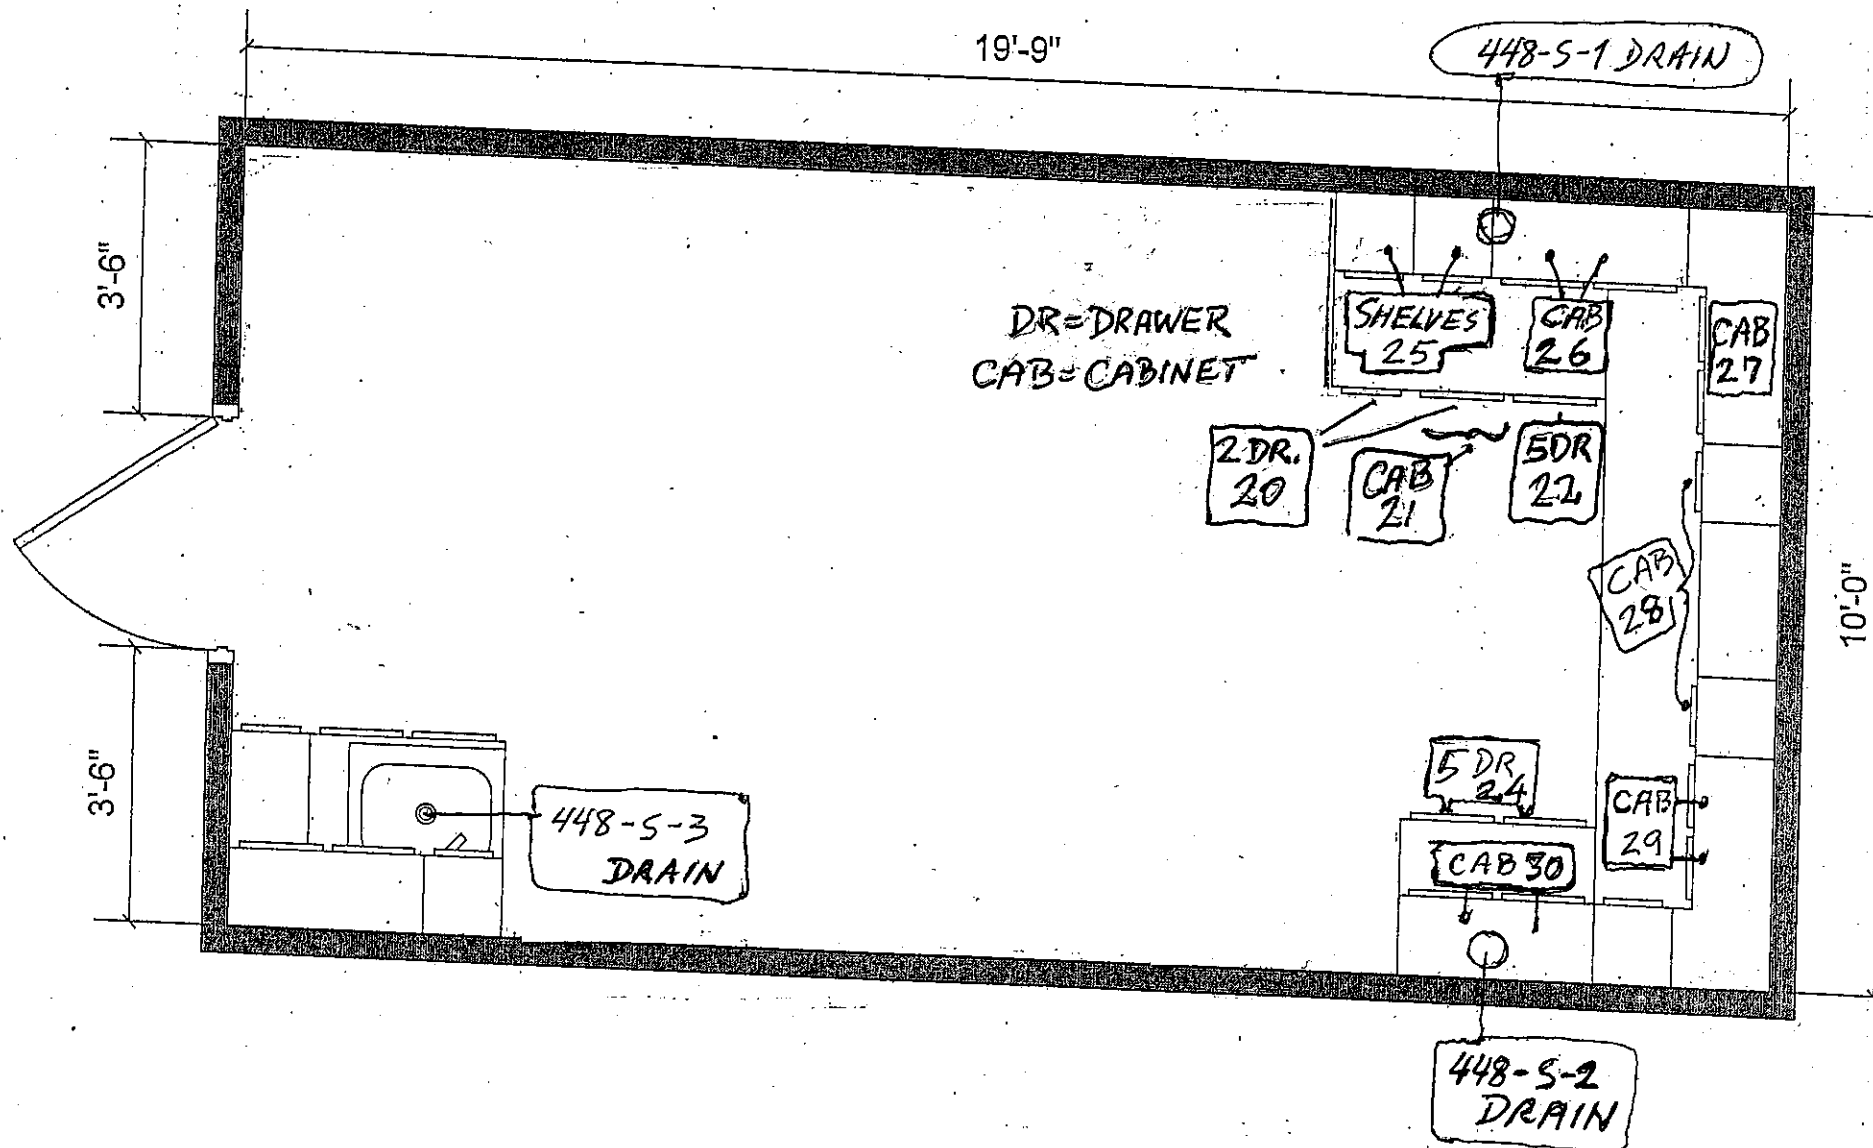 19'-9"
448-S-1 DRAIN
3'-6"
DR=DRAWER
CAB=CABINET
SHELVES
25
CAB
26
CAB
27
2 DR.
20
CAB
21
5DR
22
CAB
28
10'-0"
3'-6"
448-S-3
DRAIN
5 DR
24
CAB
29
CAB 30
448-S-2
DRAIN